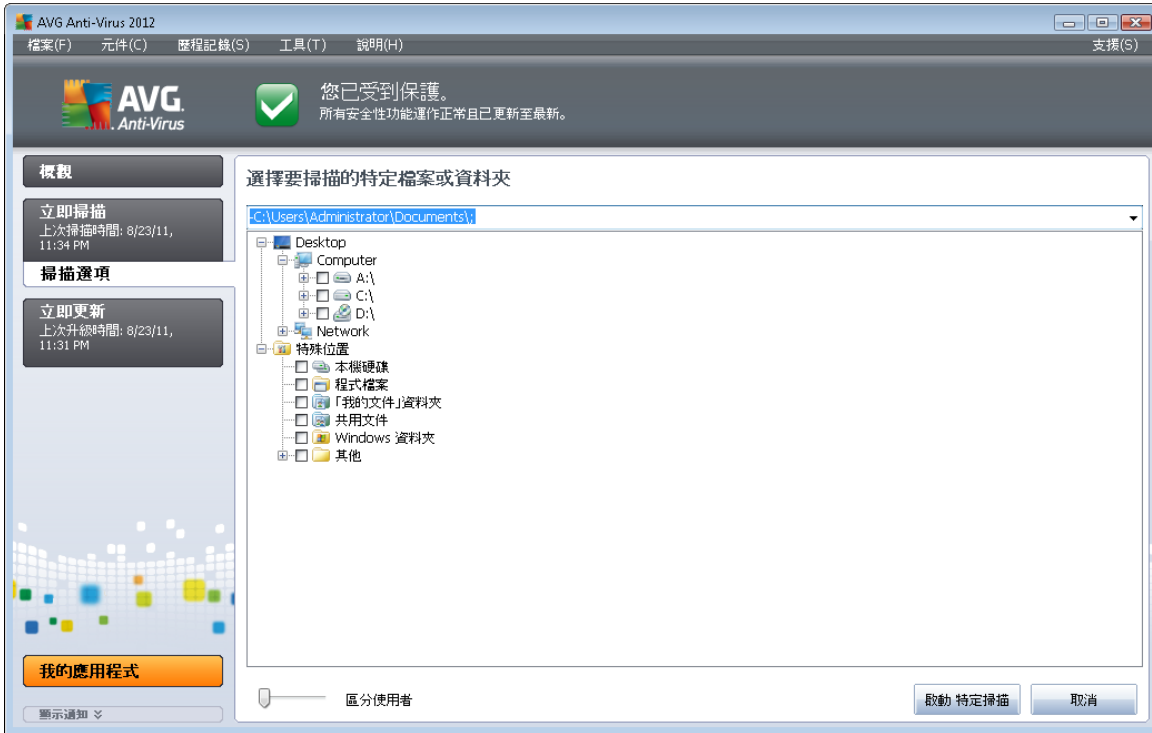 AVG Anti-Virus 2012
檔案(F) 元件(C) 歷程記錄(S) 工具(T) 說明(H) 支援(S)
AVG.
Anti-Virus
您已受到保護。
所有安全性功能運作正常且已更新至最新。
概觀
立即掃描
上次掃描時間: 8/23/11,
11:34 PM
掃描選項
立即更新
上次升級時間: 8/23/11,
11:31 PM
我的應用程式
顯示通知
選擇要掃描的特定檔案或資料夾
-C:\Users\Administrator\Documents\;
Desktop
Computer
A:\
C:\
D:\
Network
特殊位置
本機硬碟
程式檔案
「我的文件」資料夾
共用文件
Windows 資料夾
其他
區分使用者
啟動 特定掃描
取消